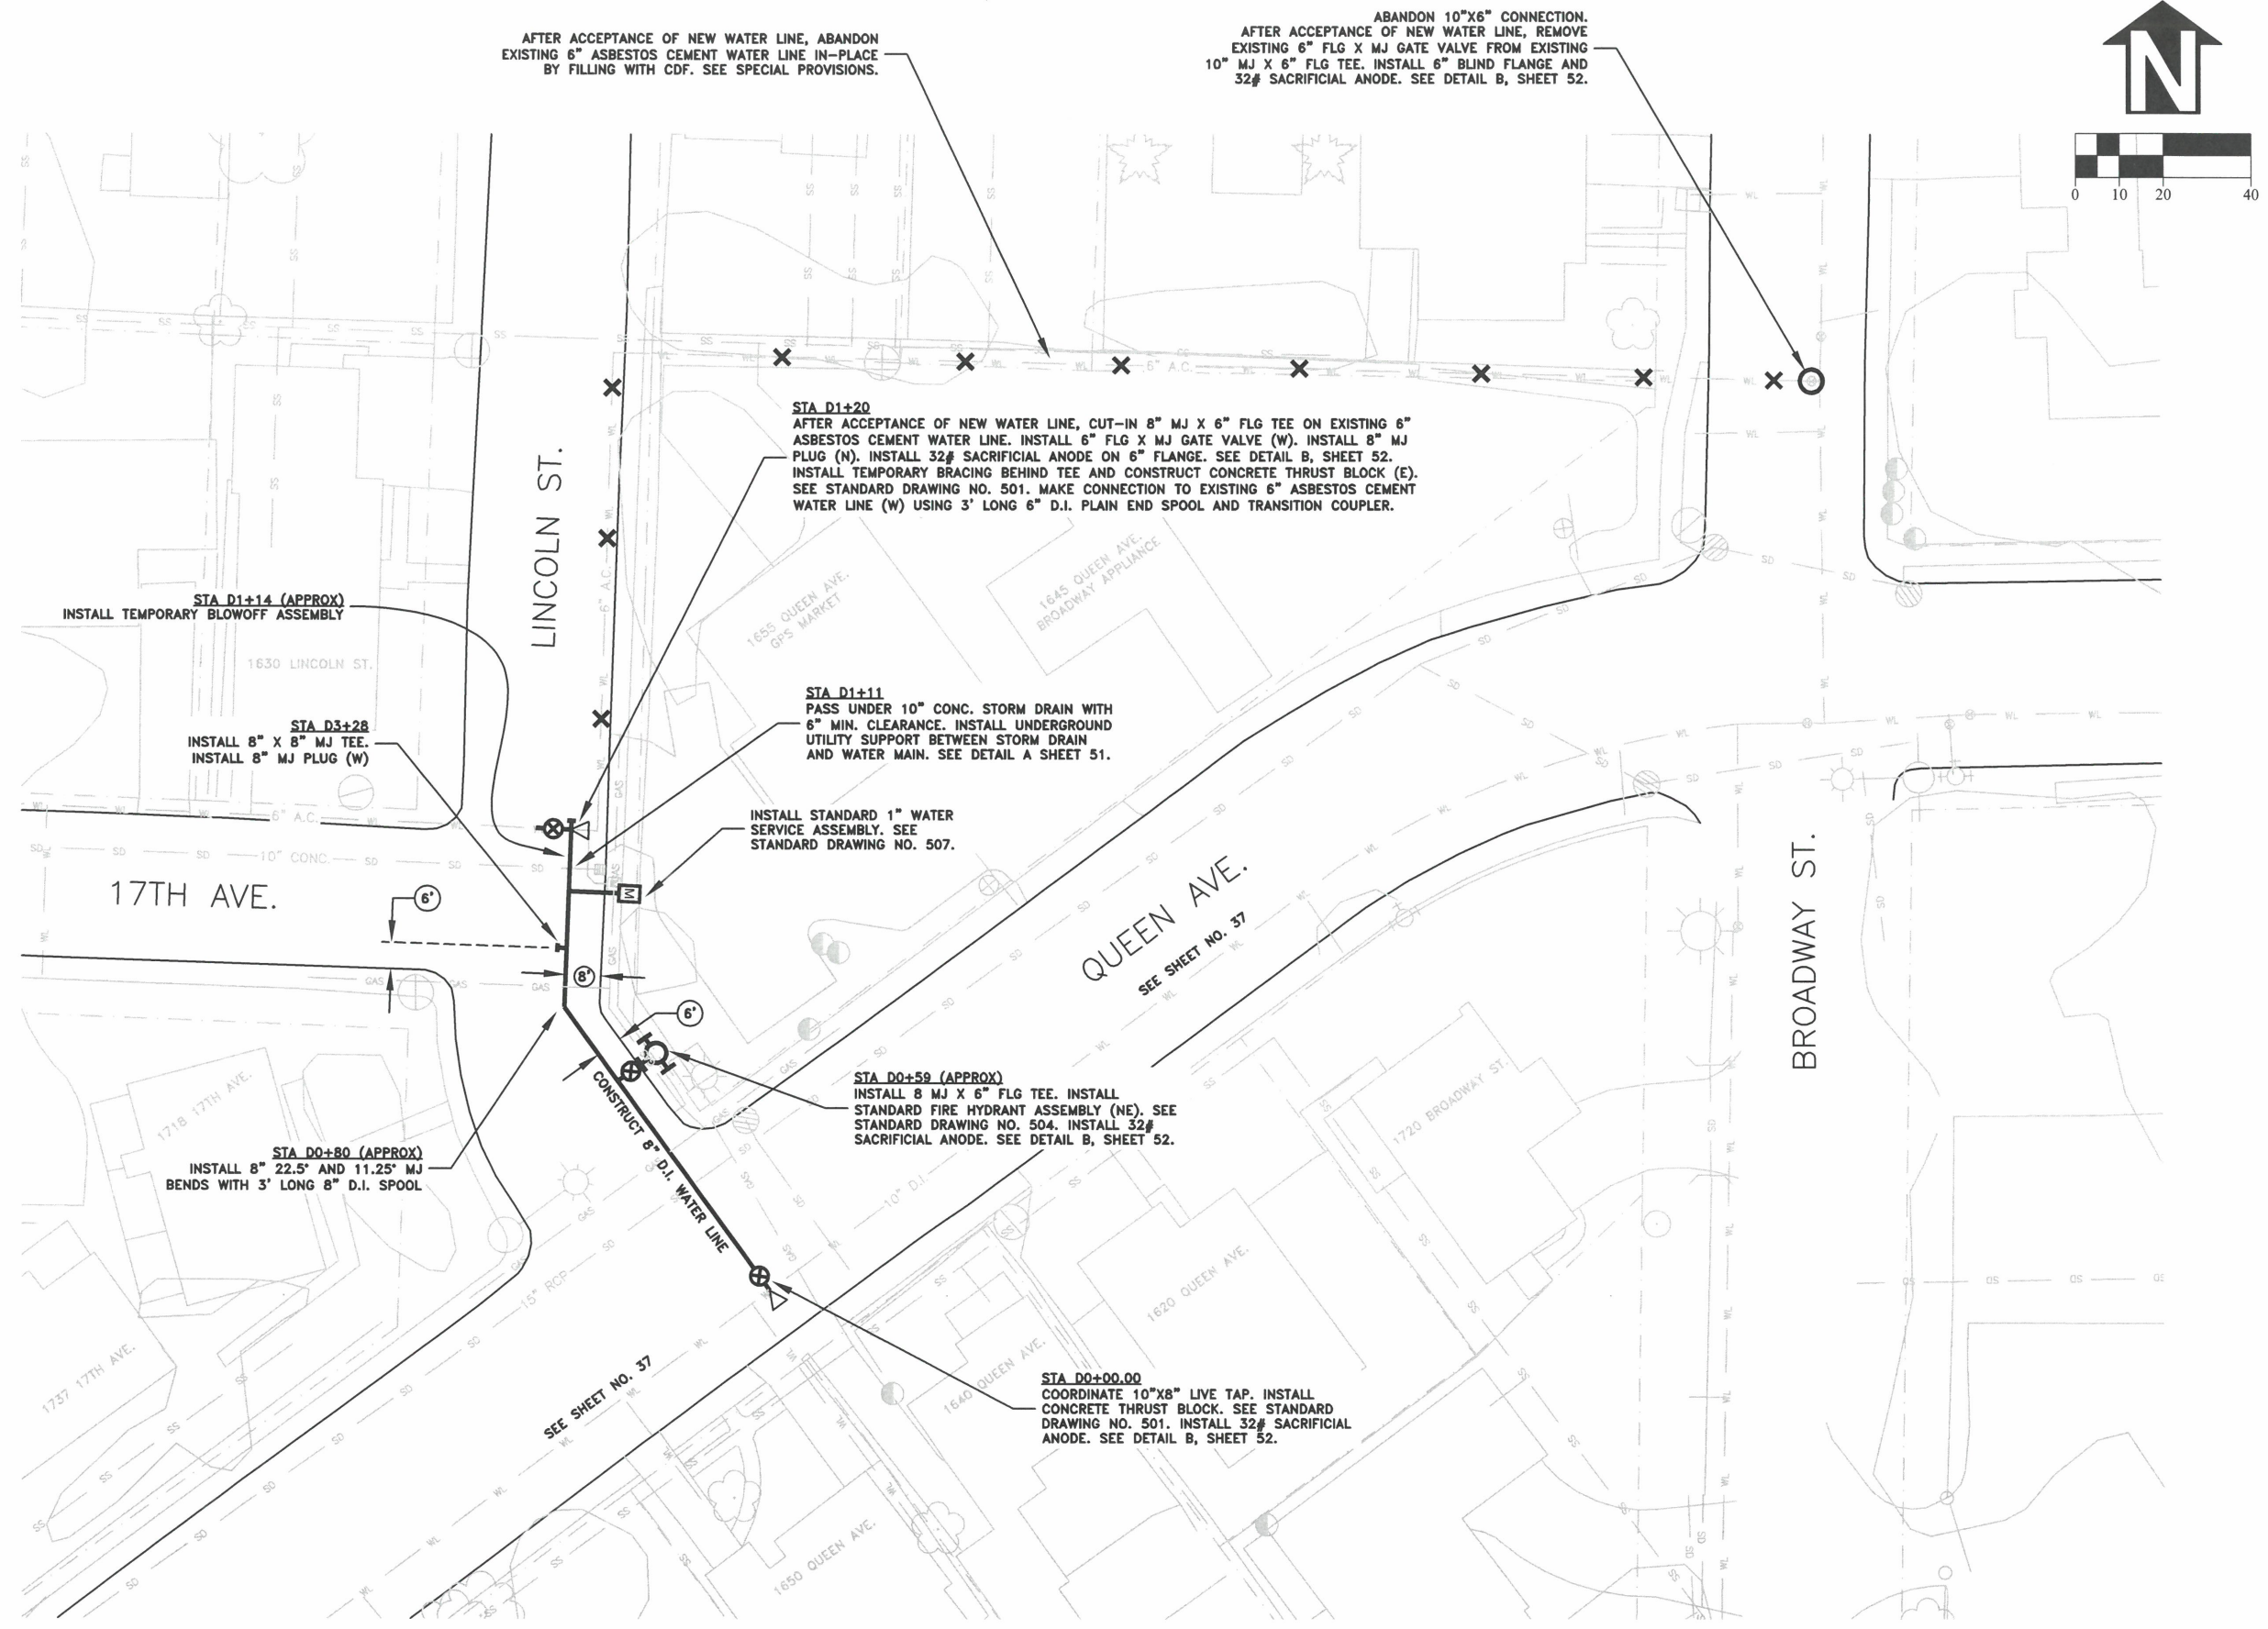 AFTER ACCEPTANCE OF NEW WATER LINE, ABANDON
EXISTING 6" ASBESTOS CEMENT WATER LINE IN-PLACE
BY FILLING WITH CDF. SEE SPECIAL PROVISIONS.
ABANDON 10"X6" CONNECTION.
AFTER ACCEPTANCE OF NEW WATER LINE, REMOVE
EXISTING 6" FLG X MJ GATE VALVE FROM EXISTING
10" MJ X 6" FLG TEE. INSTALL 6" BLIND FLANGE AND
32# SACRIFICIAL ANODE. SEE DETAIL B, SHEET 52.
N
0 10 20 40
STA D1+20
AFTER ACCEPTANCE OF NEW WATER LINE, CUT-IN 8" MJ X 6" FLG TEE ON EXISTING 6"
ASBESTOS CEMENT WATER LINE. INSTALL 6" FLG X MJ GATE VALVE (W). INSTALL 8" MJ
PLUG (N). INSTALL 32# SACRIFICIAL ANODE ON 6" FLANGE. SEE DETAIL B, SHEET 52.
INSTALL TEMPORARY BRACING BEHIND TEE AND CONSTRUCT CONCRETE THRUST BLOCK (E).
SEE STANDARD DRAWING NO. 501. MAKE CONNECTION TO EXISTING 6" ASBESTOS CEMENT
WATER LINE (W) USING 3' LONG 6" D.I. PLAIN END SPOOL AND TRANSITION COUPLER.
LINCOLN ST.
6" A.C.
1655 QUEEN AVE.
GPS MARKET
1645 QUEEN AVE.
BROADWAY APPLIANCE
STA D1+14 (APPROX)
INSTALL TEMPORARY BLOWOFF ASSEMBLY
1630 LINCOLN ST.
STA D1+11
PASS UNDER 10" CONC. STORM DRAIN WITH
6" MIN. CLEARANCE. INSTALL UNDERGROUND
UTILITY SUPPORT BETWEEN STORM DRAIN
AND WATER MAIN. SEE DETAIL A SHEET 51.
STA D3+28
INSTALL 8" X 8" MJ TEE.
INSTALL 8" MJ PLUG (W)
INSTALL STANDARD 1" WATER
SERVICE ASSEMBLY. SEE
STANDARD DRAWING NO. 507.
6" A.C.
10" CONC.
M
17TH AVE.
6'
8'
6'
QUEEN AVE.
SEE SHEET NO. 37
BROADWAY ST.
STA D0+59 (APPROX)
INSTALL 8 MJ X 6" FLG TEE. INSTALL
STANDARD FIRE HYDRANT ASSEMBLY (NE). SEE
STANDARD DRAWING NO. 504. INSTALL 32#
SACRIFICIAL ANODE. SEE DETAIL B, SHEET 52.
CONSTRUCT 8" D.I. WATER LINE
1718 17TH AVE.
STA D0+80 (APPROX)
INSTALL 8" 22.5° AND 11.25° MJ
BENDS WITH 3' LONG 8" D.I. SPOOL
1720 BROADWAY ST.
10" D.I.
15" RCP
1620 QUEEN AVE.
1737 17TH AVE.
1640 QUEEN AVE.
SEE SHEET NO. 37
STA D0+00.00
COORDINATE 10"X8" LIVE TAP. INSTALL
CONCRETE THRUST BLOCK. SEE STANDARD
DRAWING NO. 501. INSTALL 32# SACRIFICIAL
ANODE. SEE DETAIL B, SHEET 52.
1650 QUEEN AVE.